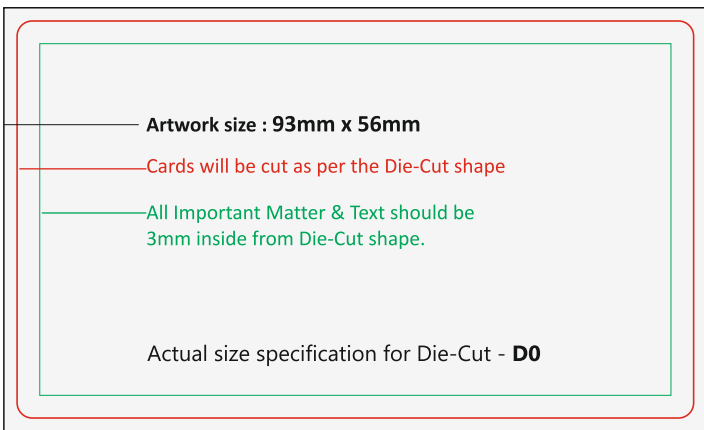 Artwork size : 93mm x 56mm
Cards will be cut as per the Die-Cut shape
All Important Matter & Text should be
3mm inside from Die-Cut shape.
Actual size specification for Die-Cut - D0